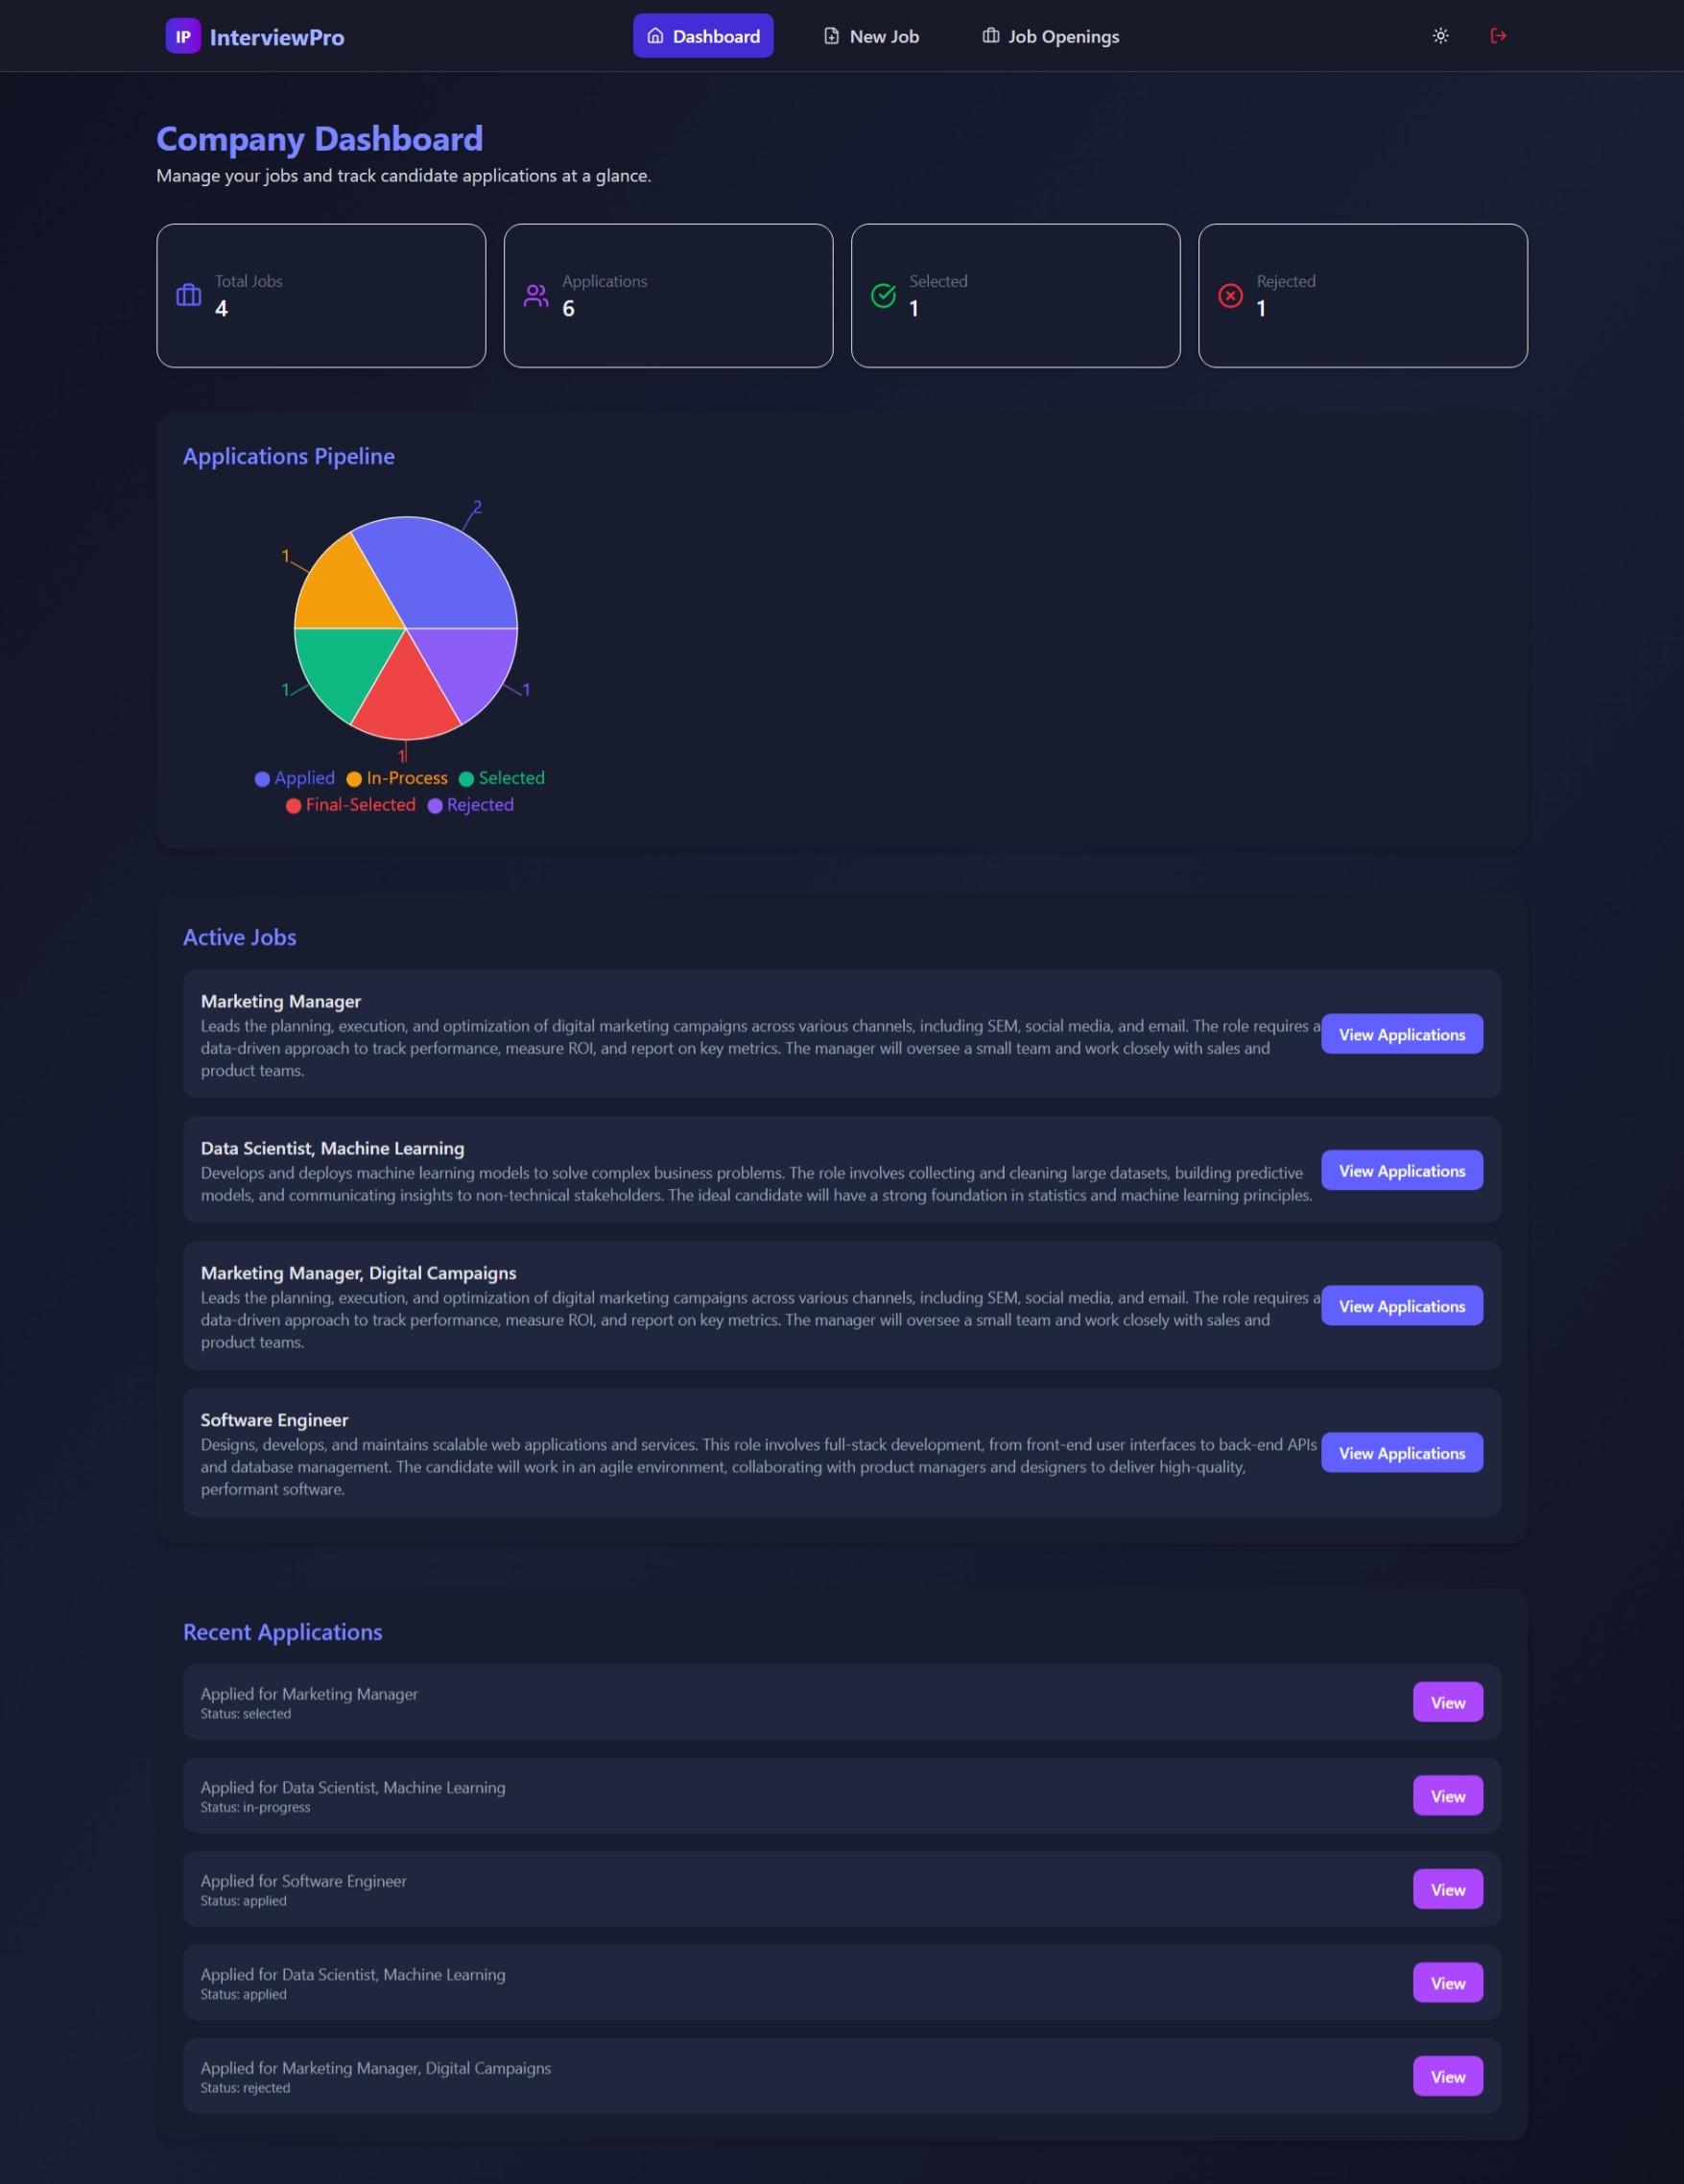 IP InterviewPro
Dashboard
New Job
Job Openings
Company Dashboard
Manage your jobs and track candidate applications at a glance.
Total Jobs
4
Applications
6
Selected
1
Rejected
1
Applications Pipeline
2
1
1
1
1
Applied In-Process Selected
Final-Selected Rejected
Active Jobs
Marketing Manager
Leads the planning, execution, and optimization of digital marketing campaigns across various channels, including SEM, social media, and email. The role requires a
data-driven approach to track performance, measure ROI, and report on key metrics. The manager will oversee a small team and work closely with sales and
product teams.
View Applications
Data Scientist, Machine Learning
Develops and deploys machine learning models to solve complex business problems. The role involves collecting and cleaning large datasets, building predictive
models, and communicating insights to non-technical stakeholders. The ideal candidate will have a strong foundation in statistics and machine learning principles.
View Applications
Marketing Manager, Digital Campaigns
Leads the planning, execution, and optimization of digital marketing campaigns across various channels, including SEM, social media, and email. The role requires a
data-driven approach to track performance, measure ROI, and report on key metrics. The manager will oversee a small team and work closely with sales and
product teams.
View Applications
Software Engineer
Designs, develops, and maintains scalable web applications and services. This role involves full-stack development, from front-end user interfaces to back-end APIs
and database management. The candidate will work in an agile environment, collaborating with product managers and designers to deliver high-quality,
performant software.
View Applications
Recent Applications
Applied for Marketing Manager
Status: selected
View
Applied for Data Scientist, Machine Learning
Status: in-progress
View
Applied for Software Engineer
Status: applied
View
Applied for Data Scientist, Machine Learning
Status: applied
View
Applied for Marketing Manager, Digital Campaigns
Status: rejected
View